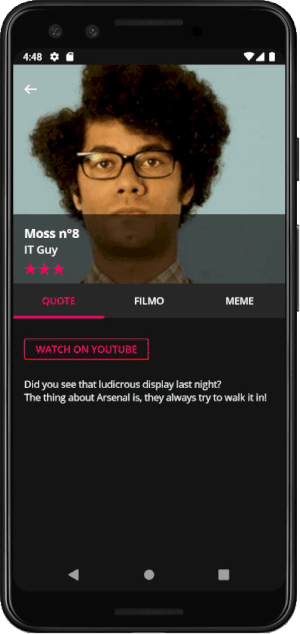 4:48
Moss n°8
IT Guy
QUOTE
FILMO
MEME
WATCH ON YOUTUBE
Did you see that ludicrous display last night?
The thing about Arsenal is, they always try to walk it in!